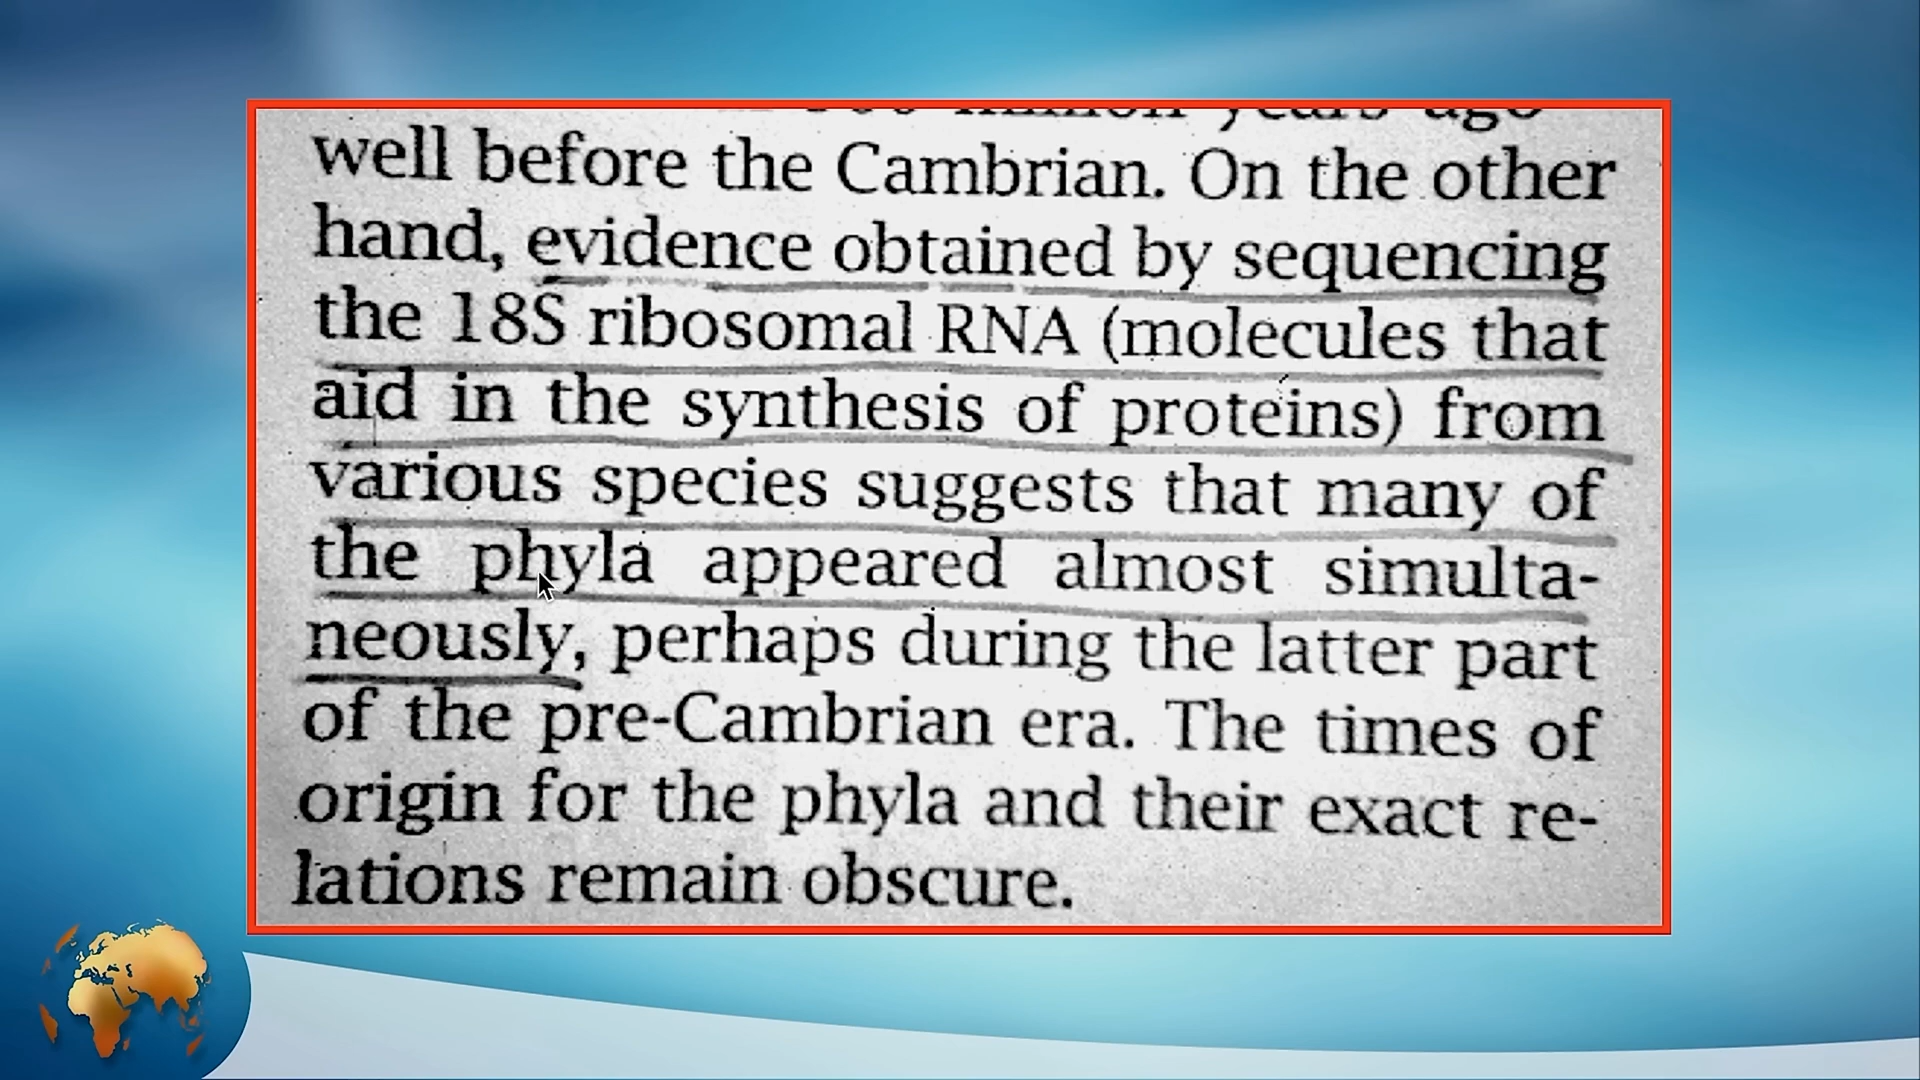 million years ago
well before the Cambrian. On the other
hand, evidence obtained by sequencing
the 18S ribosomal RNA (molecules that
aid in the synthesis of proteins) from
various species suggests that many of
the phyla appeared almost simulta-
neously, perhaps during the latter part
of the pre-Cambrian era. The times of
origin for the phyla and their exact re-
lations remain obscure.